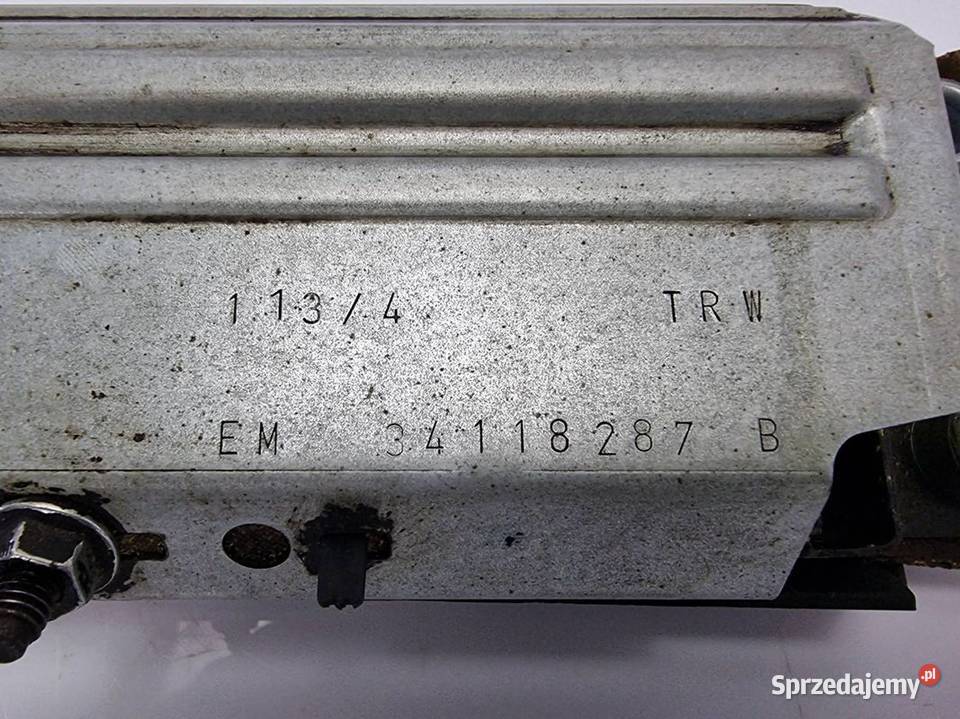 113/4 TRW
EM 34118287 B
Sprzedajemy.pl